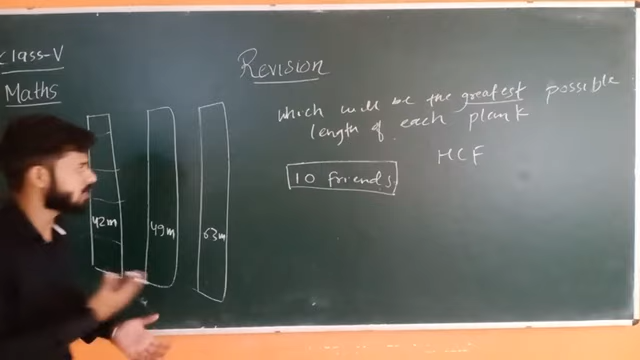 Class-V
Maths
Revision
which will be the greatest possible
length of each plank
HCF
10 friends
42m
49m
63m